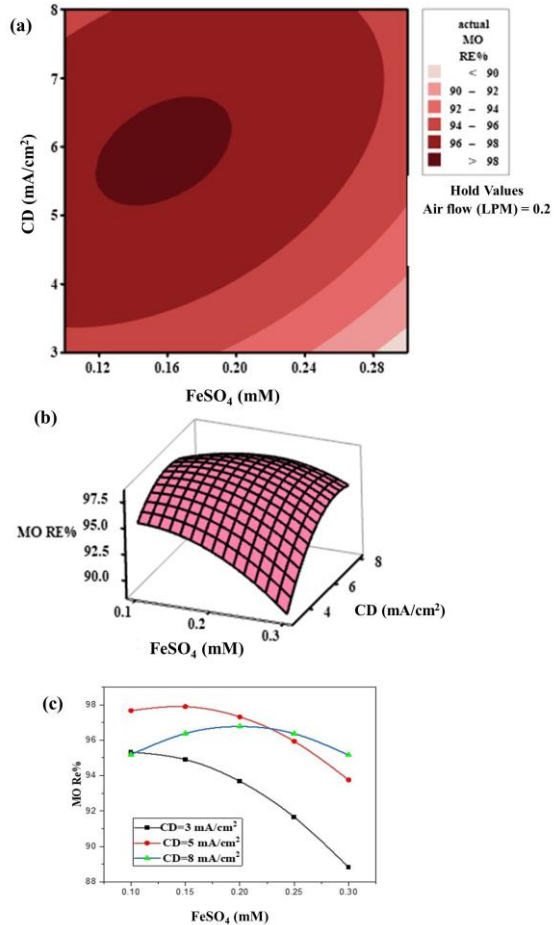 (a)
8
7
6
5
4
3
CD (mA/cm²)
0.12 0.16 0.20 0.24 0.28
FeSO₄ (mM)
actual
MO
RE%
< 90
90 – 92
92 – 94
94 – 96
96 – 98
> 98
Hold Values
Air flow (LPM) = 0.2
(b)
97.5
95.0
92.5
90.0
MO RE%
0.1 0.2 0.3
FeSO₄ (mM)
4 6 8
CD (mA/cm²)
(c)
98
96
94
92
90
88
MO Re%
CD=3 mA/cm²
CD=5 mA/cm²
CD=8 mA/cm²
0.10 0.15 0.20 0.25 0.30
FeSO₄ (mM)